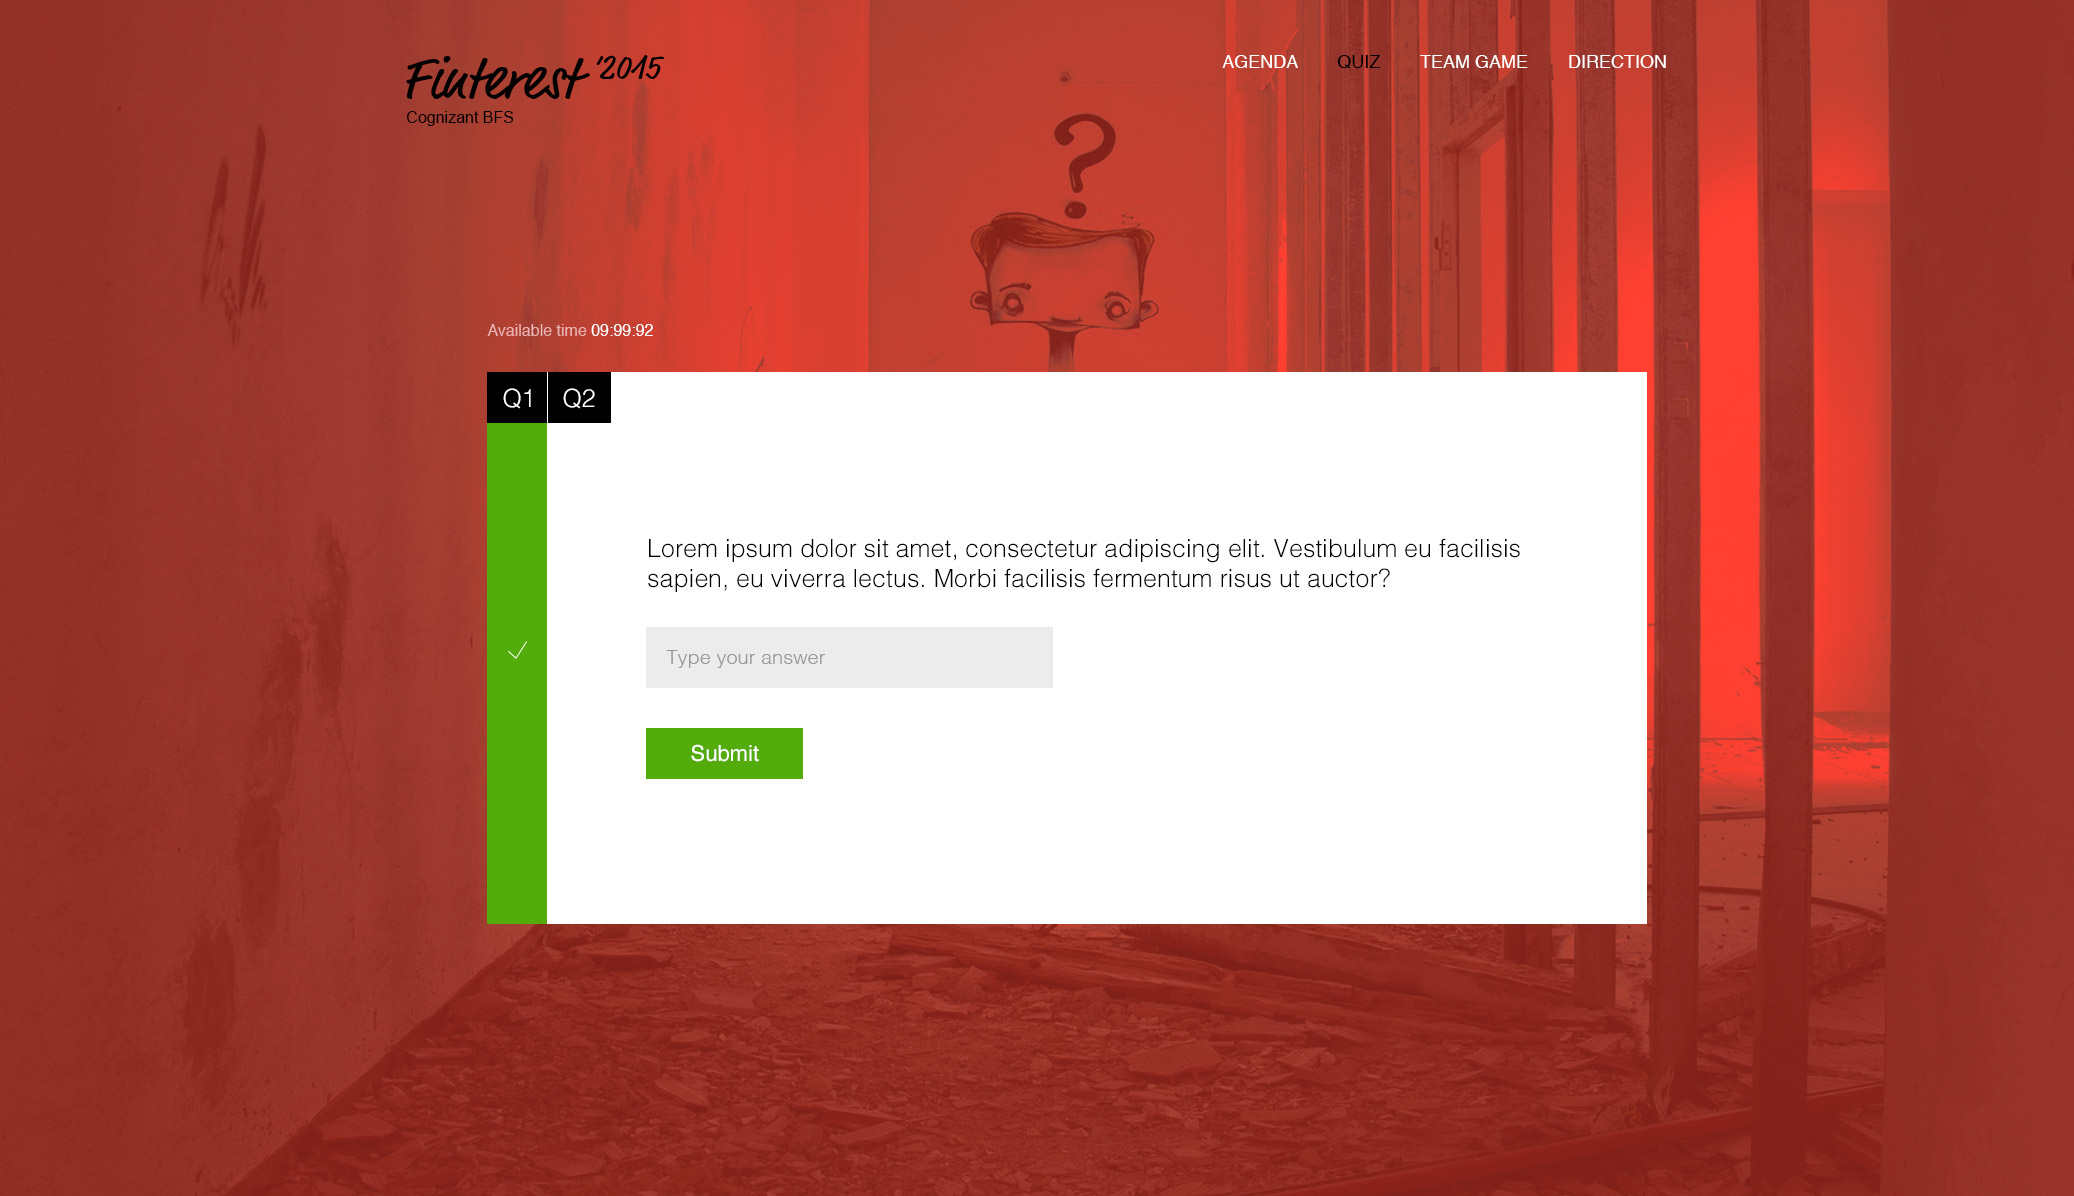 Finterest '2015
Cognizant BFS
AGENDA QUIZ TEAM GAME DIRECTION
?
Available time 09:99:92
Q1 Q2
Lorem ipsum dolor sit amet, consectetur adipiscing elit. Vestibulum eu facilisis
sapien, eu viverra lectus. Morbi facilisis fermentum risus ut auctor?
Type your answer
Submit